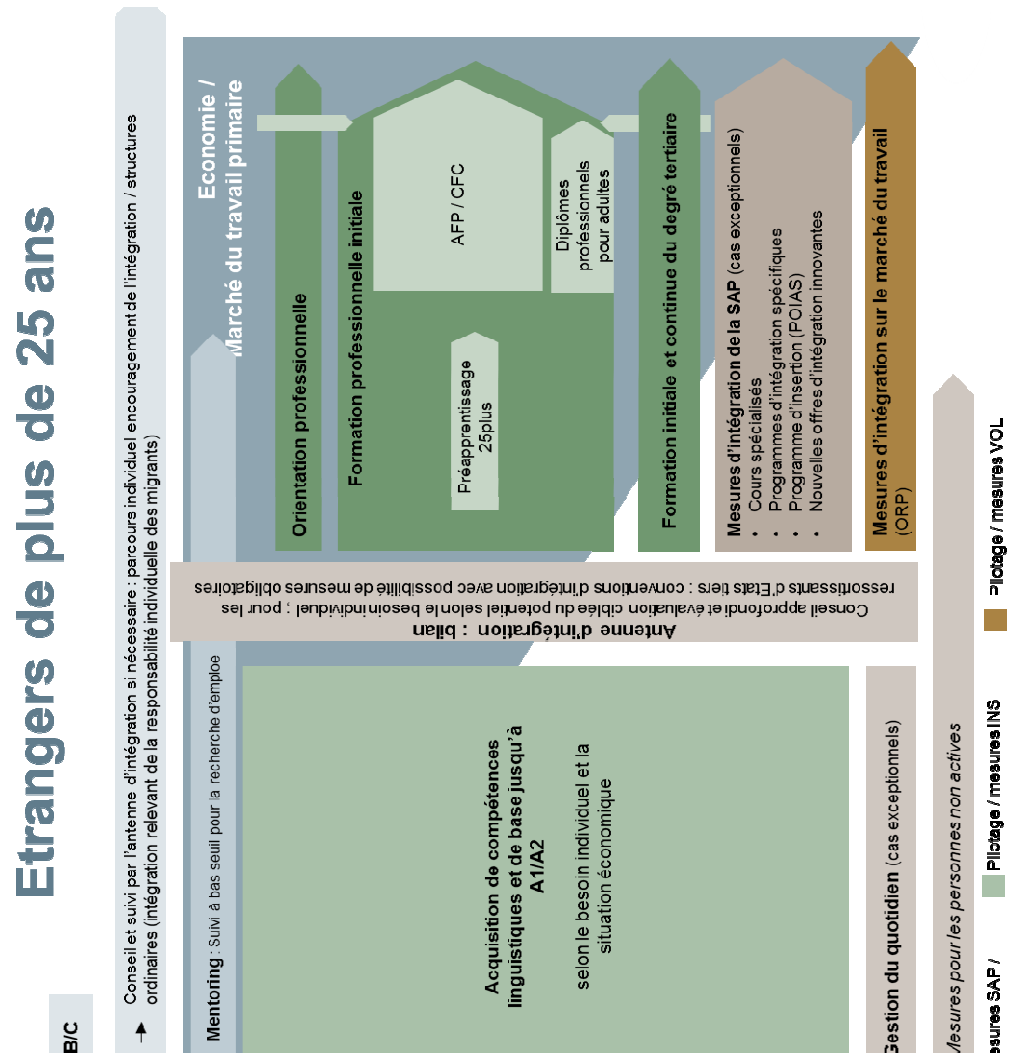 Etrangers de plus de 25 ans
B/C
➔ Conseil et suivi par l'antenne d'intégration si nécessaire : parcours individuel encouragement de l'intégration / structures
ordinaires (intégration relevant de la responsabilité individuelle des migrants)
Economie /
Marché du travail primaire
Mentoring : Suivi à bas seuil pour la recherche d'emploe
Orientation professionnelle
Formation professionnelle initiale
AFP / CFC
Diplômes
professionnels
pour adultes
Préapprentissage
25plus
Formation initiale et continue du degré tertiaire
Mesures d'intégration de la SAP (cas exceptionnels)
• Cours spécialisés
• Programmes d'intégration spécifiques
• Programme d'insertion (POIAS)
• Nouvelles offres d'intégration innovantes
Mesures d'intégration sur le marché du travail
(ORP)
Antenne d'intégration : bilan
Conseil approfondi et évaluation ciblée du potentiel selon le besoin individuel ; pour les
ressortissants d'Etats tiers : conventions d'intégration avec possibilité de mesures obligatoires
Acquisition de compétences
linguistiques et de base jusqu'à
A1/A2
selon le besoin individuel et la
situation économique
Gestion du quotidien (cas exceptionnels)
Mesures pour les personnes non actives
esures SAP /
Pilotage / mesures INS
Pilotage / mesures VOL